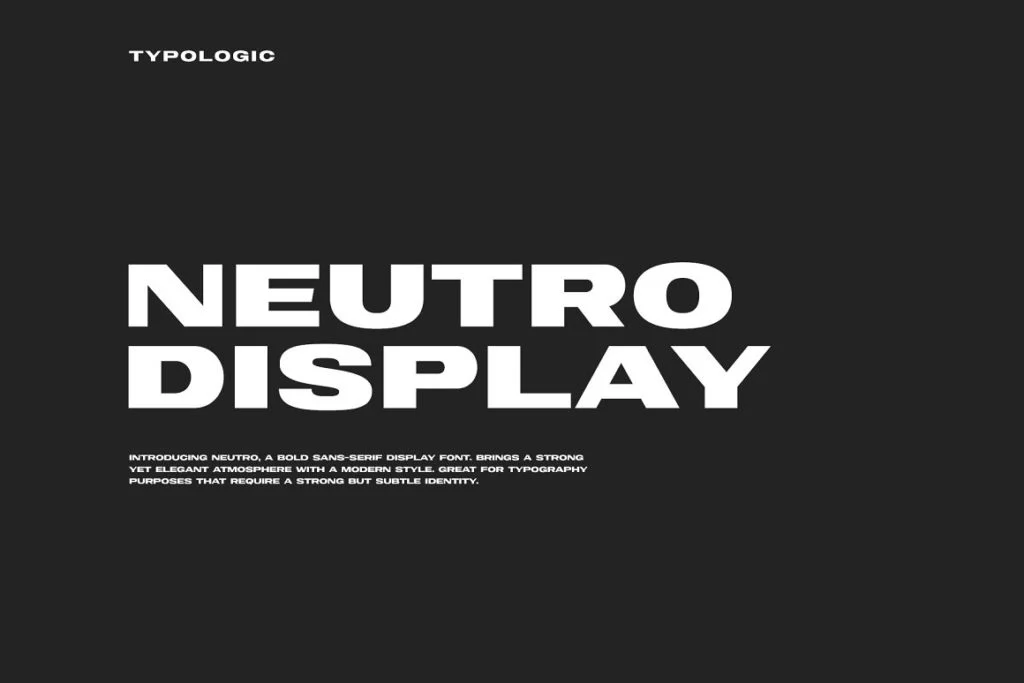 TYPOLOGIC
NEUTRO
DISPLAY
INTRODUCING NEUTRO, A BOLD SANS-SERIF DISPLAY FONT. BRINGS A STRONG
YET ELEGANT ATMOSPHERE WITH A MODERN STYLE. GREAT FOR TYPOGRAPHY
PURPOSES THAT REQUIRE A STRONG BUT SUBTLE IDENTITY.